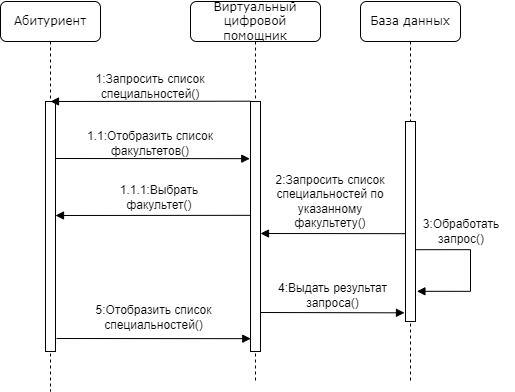 Абитуриент
Виртуальный
цифровой
помощник
База данных
1:Запросить список
специальностей()
1.1:Отобразить список
факультетов()
1.1.1:Выбрать
факультет()
2:Запросить список
специальностей по
указанному
факультету()
3:Обработать
запрос()
4:Выдать результат
запроса()
5:Отобразить список
специальностей()